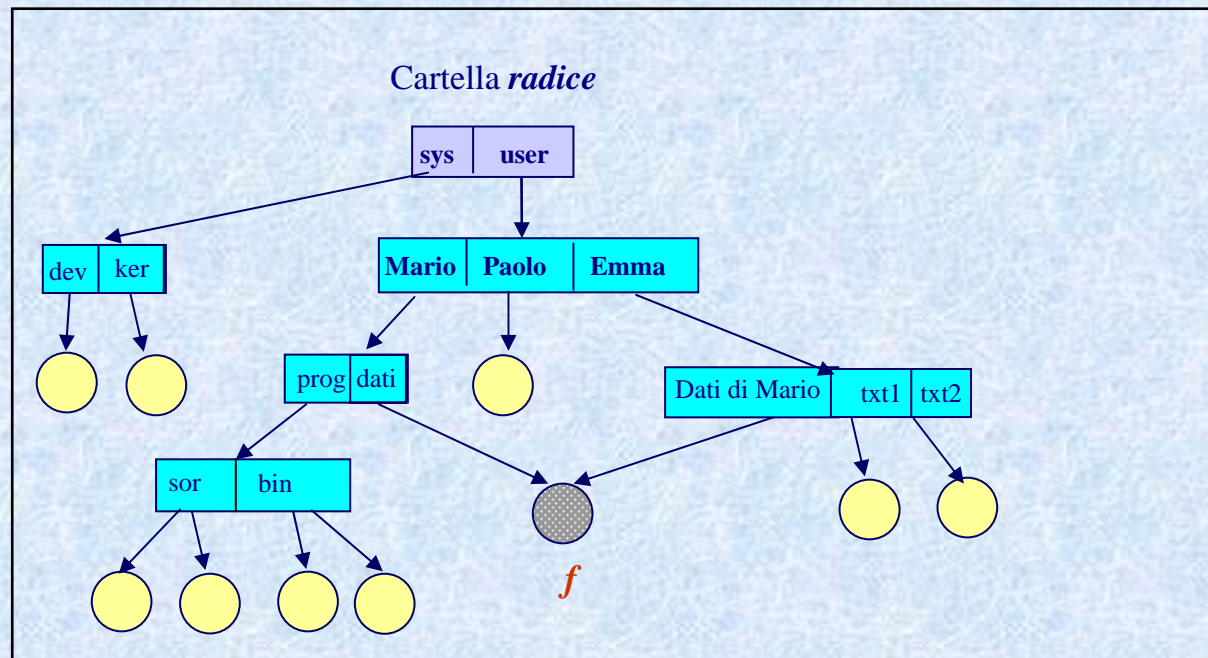 Cartella radice
sys user
dev ker
Mario Paolo Emma
prog dati
Dati di Mario txt1 txt2
sor bin
f